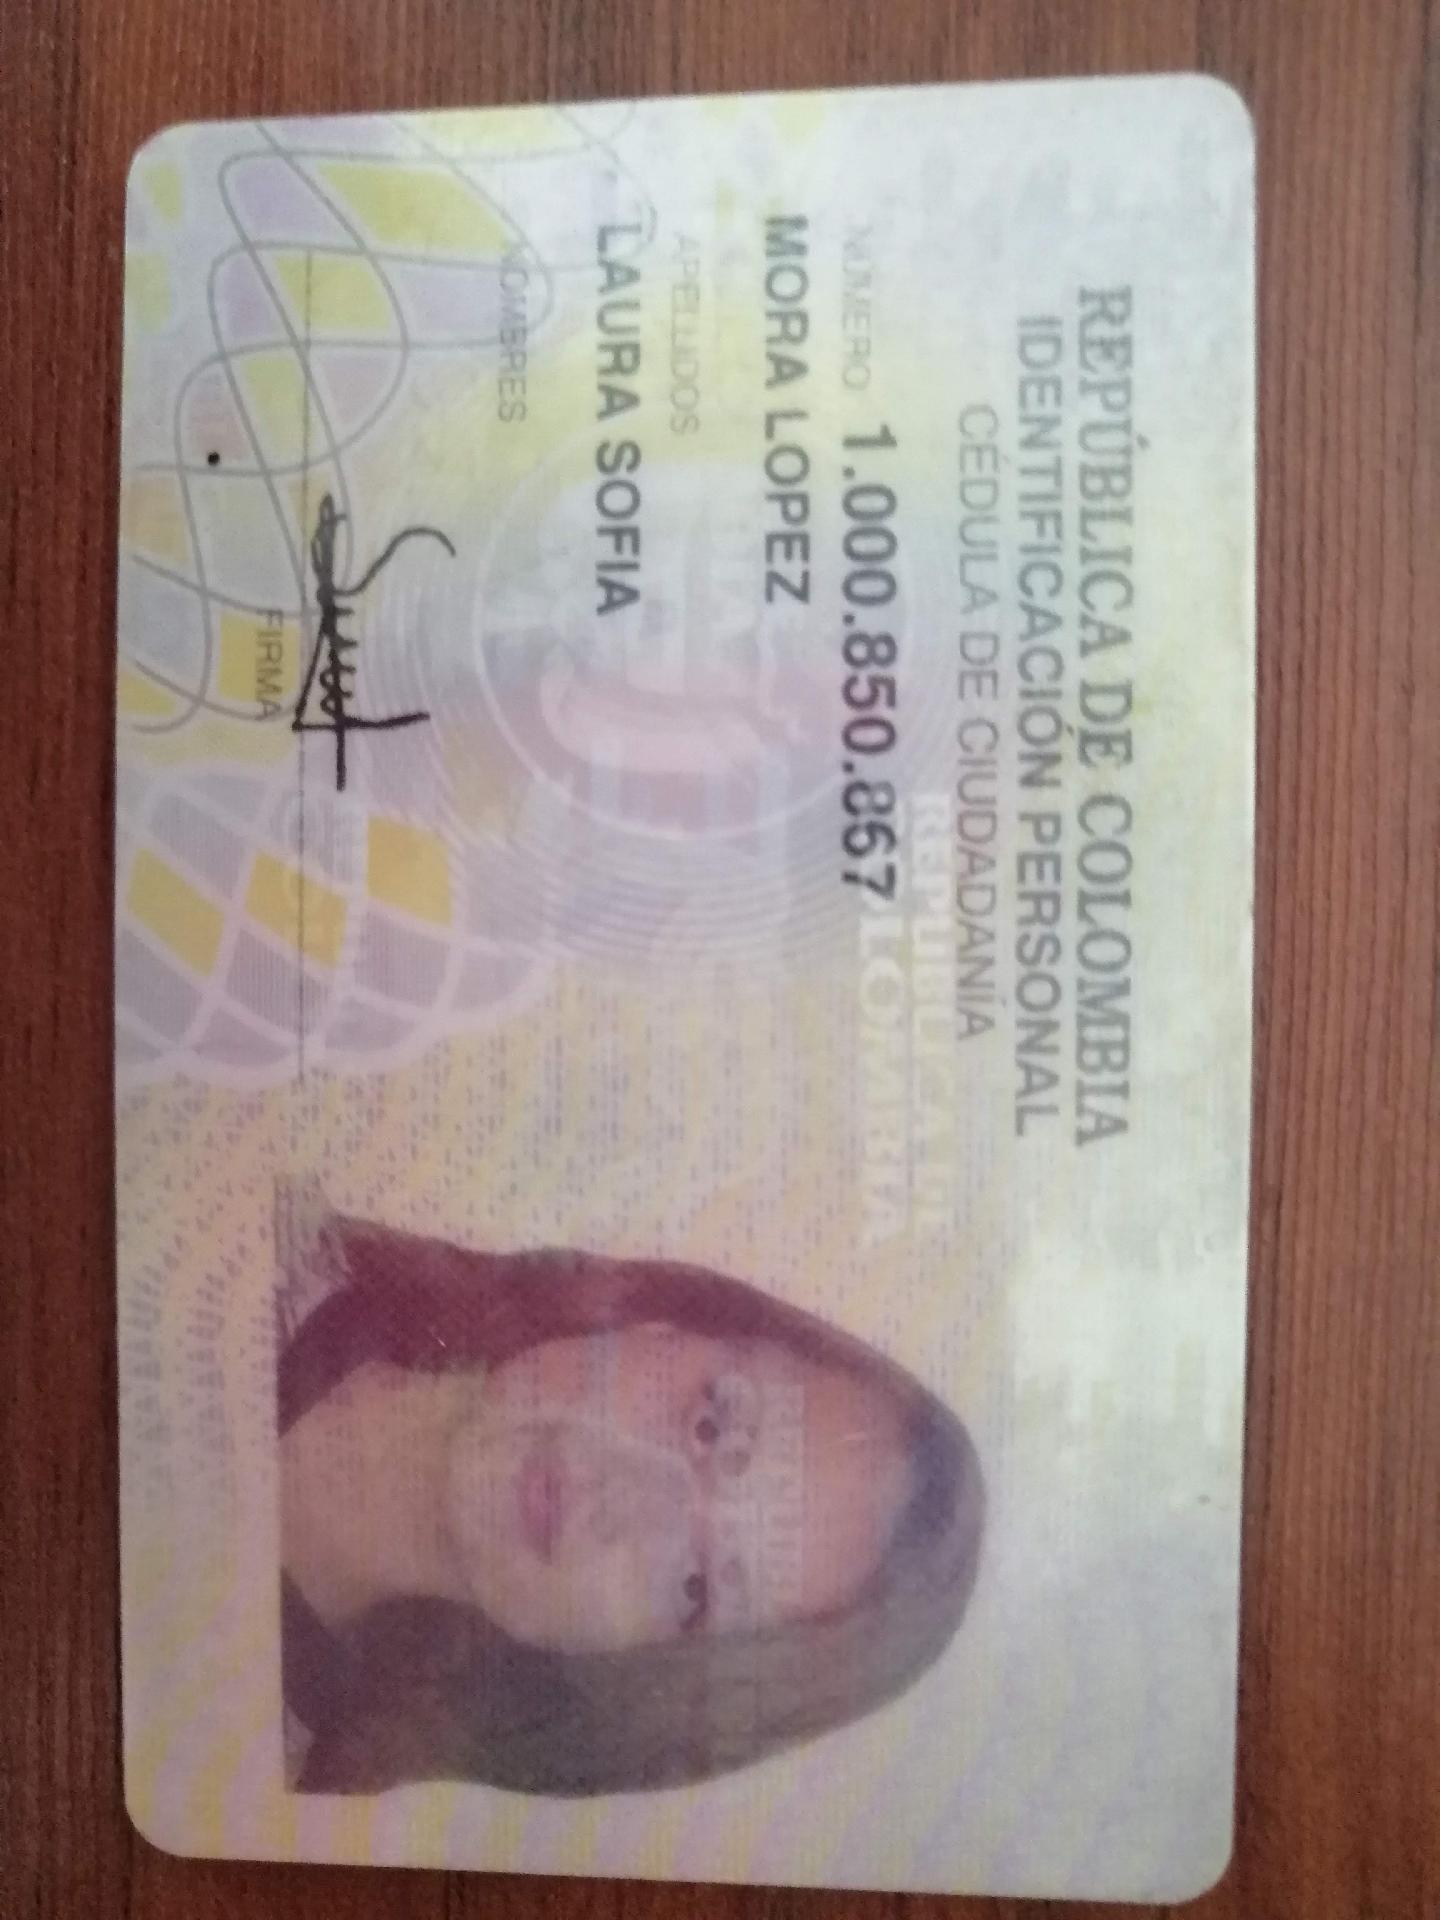 REPÚBLICA DE COLOMBIA
IDENTIFICACIÓN PERSONAL
CÉDULA DE CIUDADANÍA
REPÚBLICA DE
COLOMBIA
NÚMERO 1.000.850.867
MORA LOPEZ
APELLIDOS
LAURA SOFIA
NOMBRES
FIRMA